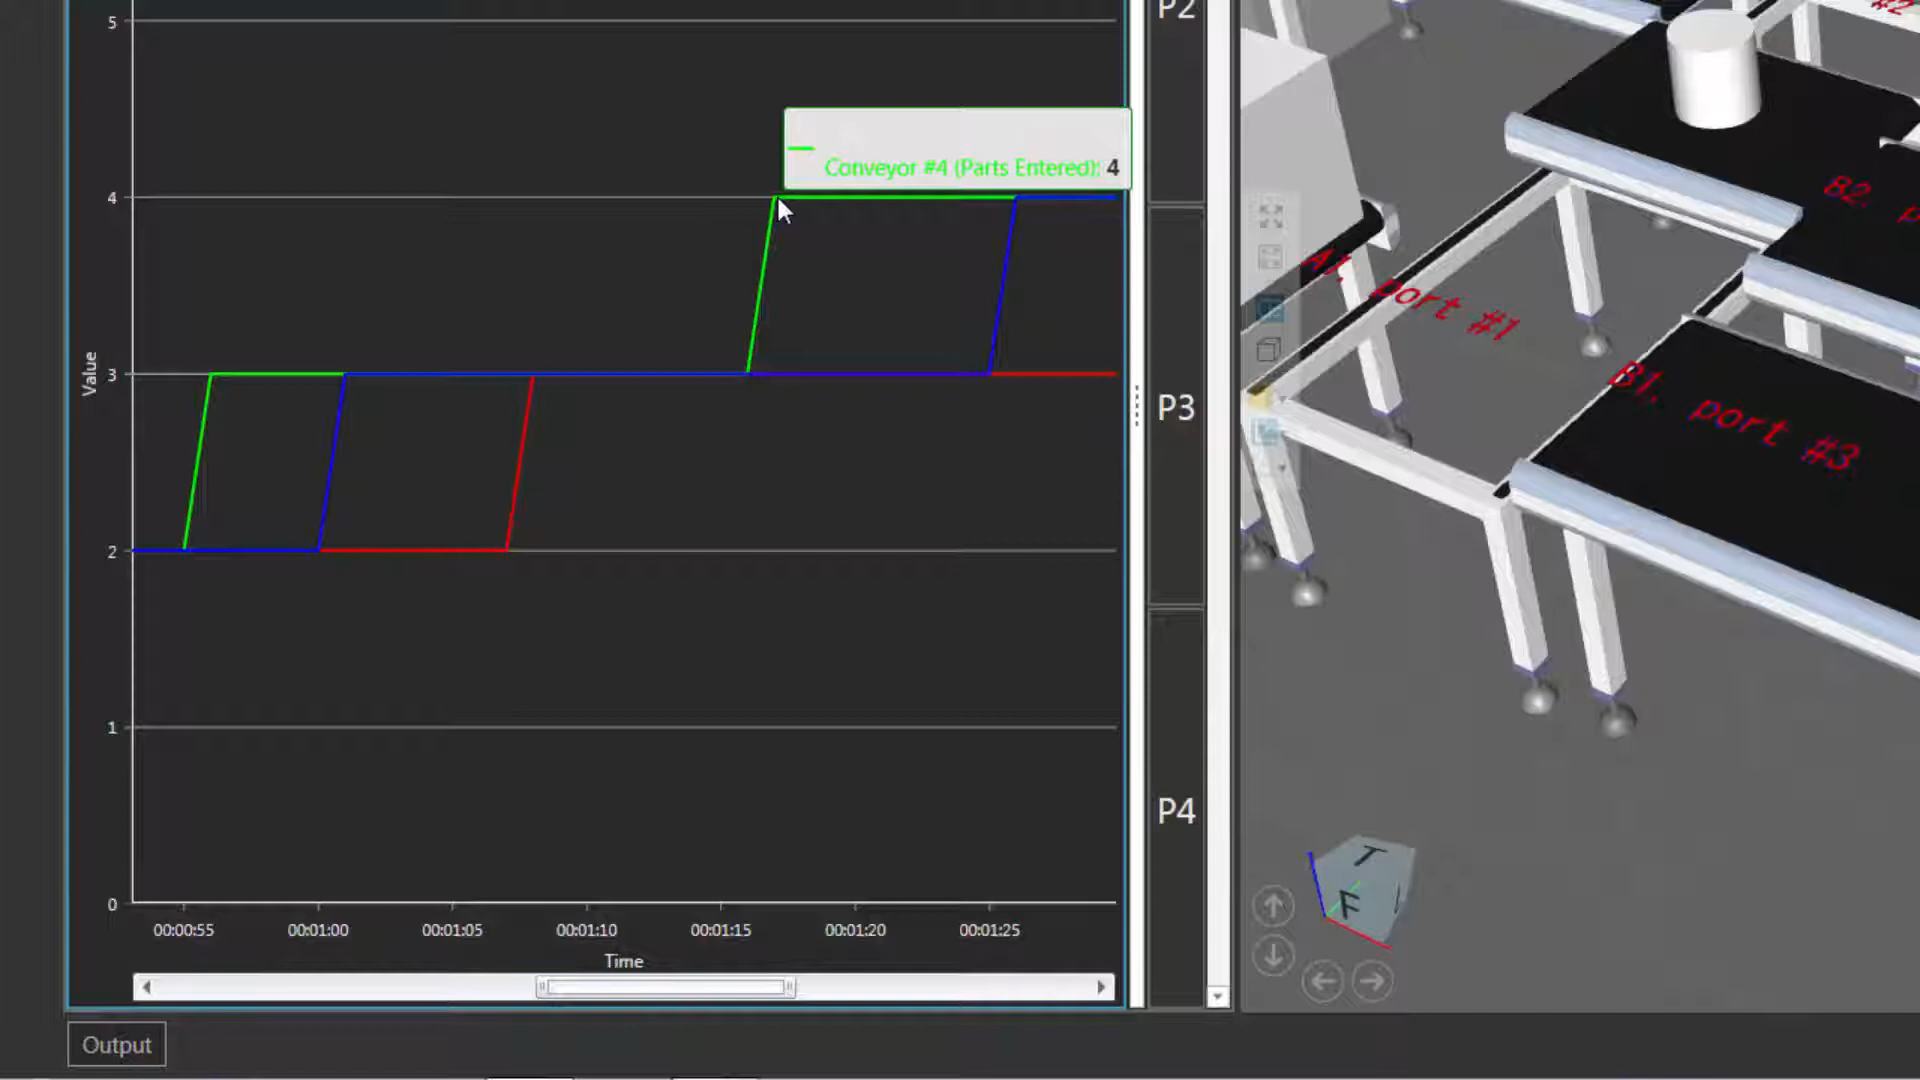 5
4
3
2
1
0
Value
Conveyor #4 (Parts Entered): 4
00:00:55 00:01:00 00:01:05 00:01:10 00:01:15 00:01:20 00:01:25
Time
Output
P2
P3
P4
#2
B2, p
A1, port #1
B1, port #3
T
F